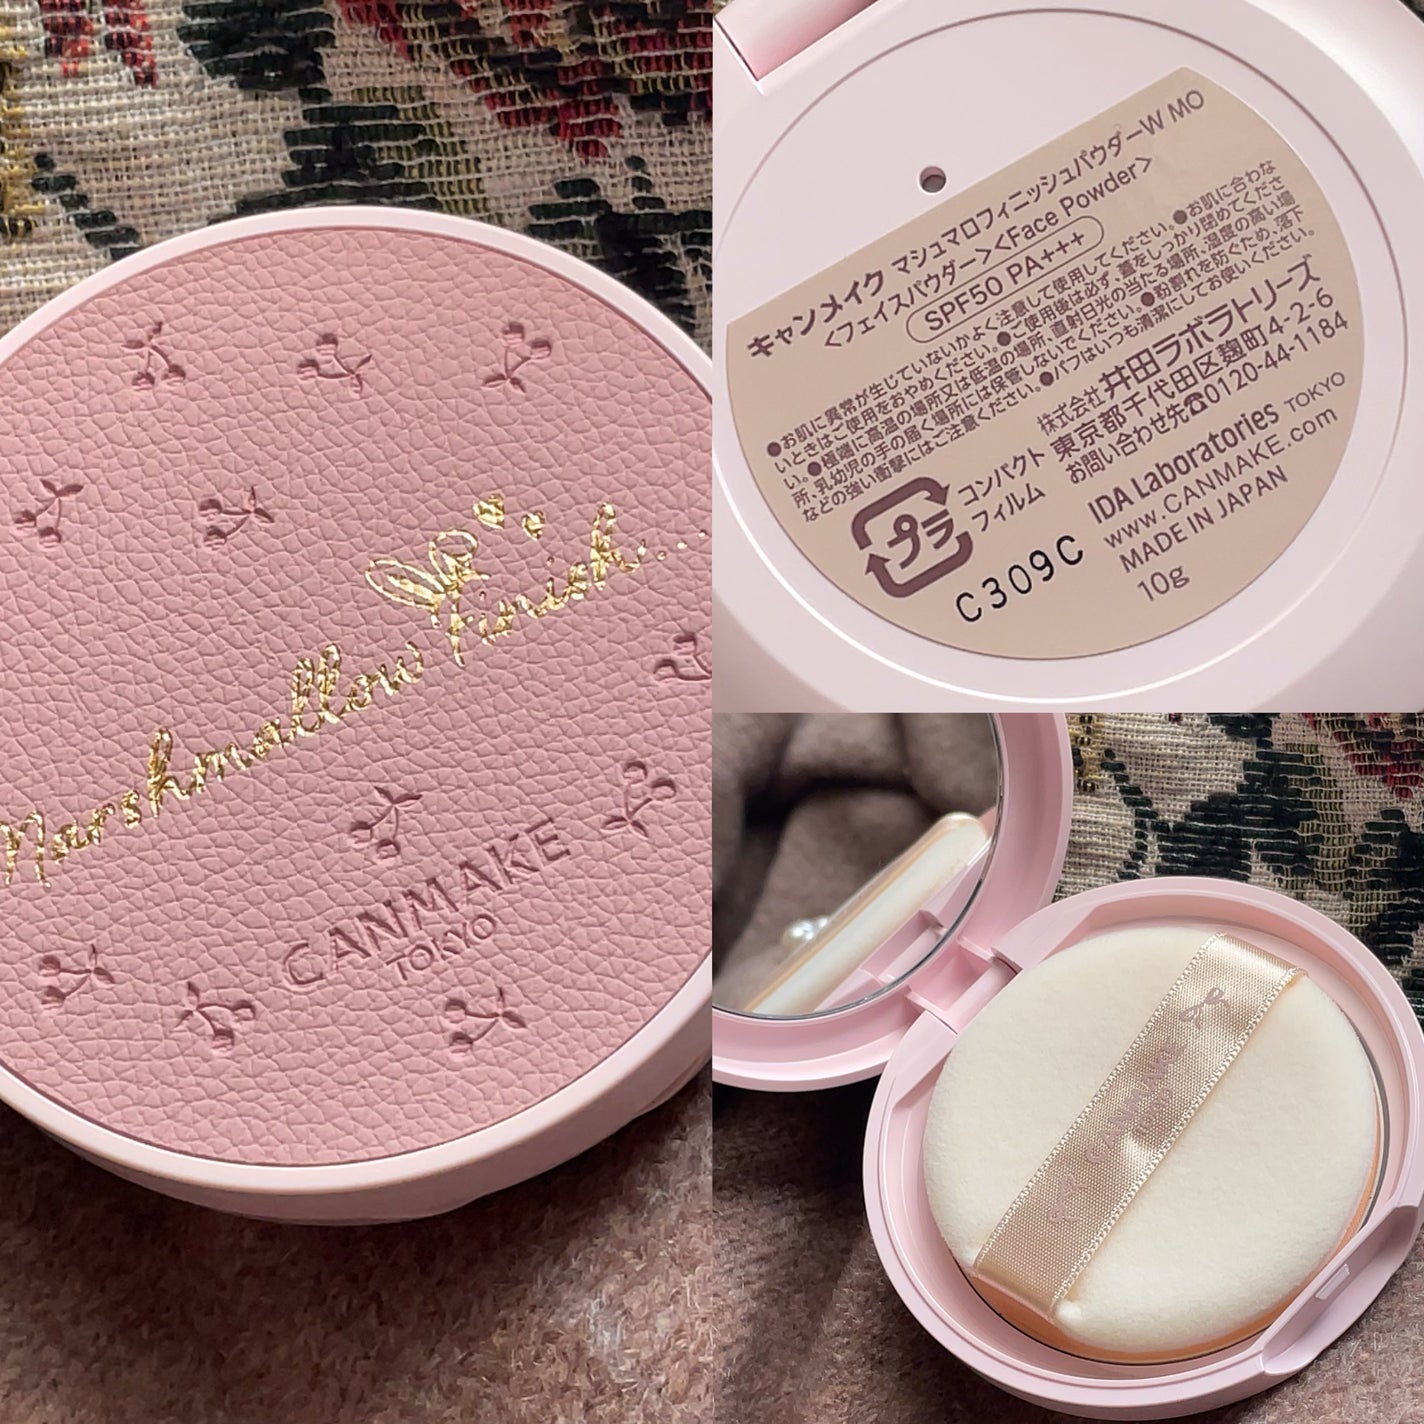 Marshmallow Finish...
CANMAKE
TOKYO
キャンメイク マシュマロフィニッシュパウダーW MO
<フェイスパウダー><Face Powder>
SPF50 PA+++
●お肌に異常が生じていないかよく注意して使用してください。●お肌に合わな
いときはご使用をおやめください。●ご使用後は必ず、蓋をしっかり閉めてくださ
い。●極端に高温の場所又は低温の場所、直射日光の当たる場所、湿度の高い場
所、乳幼児の手の届く場所には保管しないでください。●粉割れを防ぐため、落下
などの強い衝撃にはご注意ください。●パフはいつも清潔にしてお使いください。
株式会社 井田ラボラトリーズ
東京都千代田区麹町4-2-6
お問い合わせ先☎0120-44-1184
プラ
コンパクト
フィルム
IDA Laboratories TOKYO
www.CANMAKE.com
MADE IN JAPAN
10g
C309C
CANMAKE
TOKYO